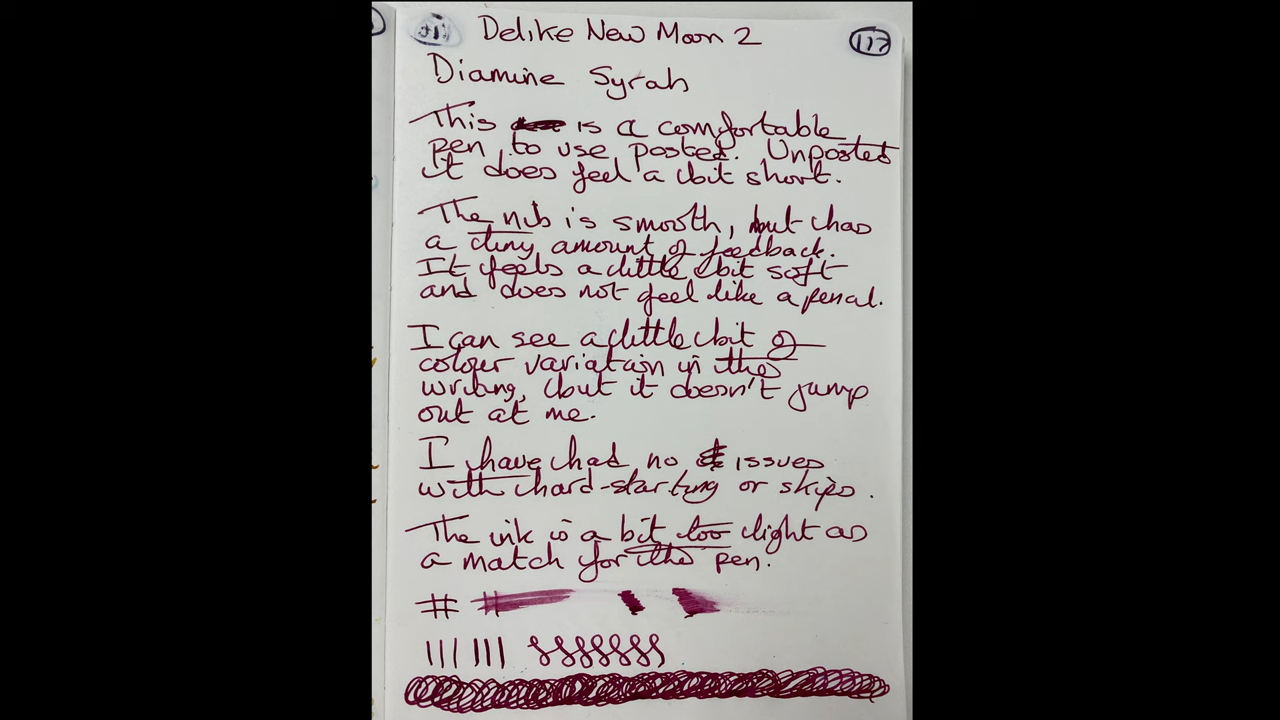 Delike New Moon 2
117
Diamine Syrah
This is a comfortable
pen to use posted. Unposted
it does feel a bit short.
The nib is smooth, but has
a tiny amount of feedback.
It feels a little bit soft
and does not feel like a pencil.
I can see a little bit of
colour variatain in the
writing, but it doesn't jump
out at me.
I have had no issues
with hard-starting or skips.
The ink is a bit too light as
a match for the pen.